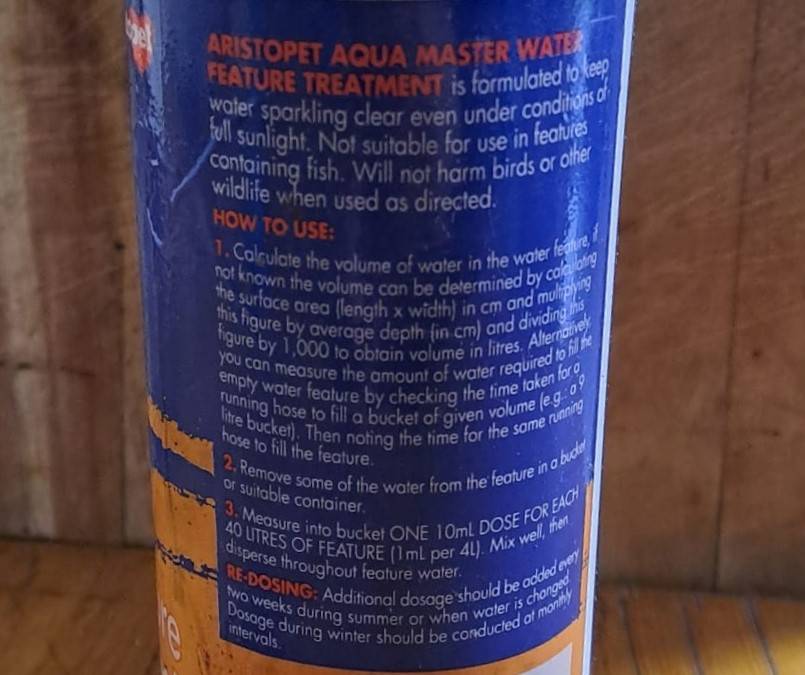 ARISTOPET AQUA MASTER WATER
FEATURE TREATMENT is formulated to keep
water sparkling clear even under conditions of
full sunlight. Not suitable for use in features
containing fish. Will not harm birds or other
wildlife when used as directed.
HOW TO USE:
1. Calculate the volume of water in the water feature, if
not known the volume can be determined by calculating
the surface area (length x width) in cm and multiplying
this figure by average depth (in cm) and dividing this
figure by 1,000 to obtain volume in litres. Alternatively
you can measure the amount of water required to fill the
empty water feature by checking the time taken for a
running hose to fill a bucket of given volume (e.g.: a 9
litre bucket). Then noting the time for the same running
hose to fill the feature.
2. Remove some of the water from the feature in a bucket
or suitable container.
3. Measure into bucket ONE 10mL DOSE FOR EACH
40 LITRES OF FEATURE (1mL per 4L). Mix well, then
disperse throughout feature water.
RE-DOSING: Additional dosage should be added every
two weeks during summer or when water is changed.
Dosage during winter should be conducted at monthly
intervals.